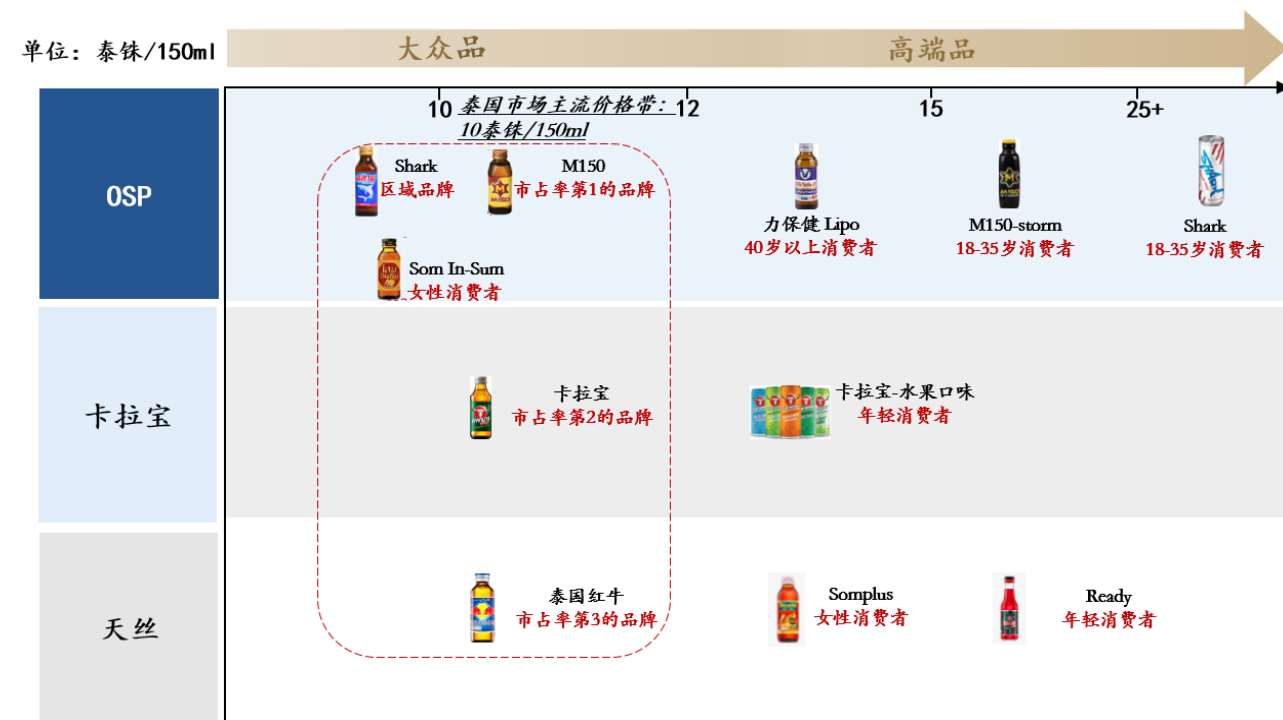 单位：泰铢/150ml
大众品
高端品
10
泰国市场主流价格带：
10泰铢/150ml
12
15
25+
OSP
Shark
区域品牌
M150
市占率第1的品牌
Som In-Sum
女性消费者
力保健 Lipo
40岁以上消费者
M150-storm
18-35岁消费者
Shark
18-35岁消费者
卡拉宝
卡拉宝
市占率第2的品牌
卡拉宝-水果口味
年轻消费者
天丝
泰国红牛
市占率第3的品牌
Somplus
女性消费者
Ready
年轻消费者